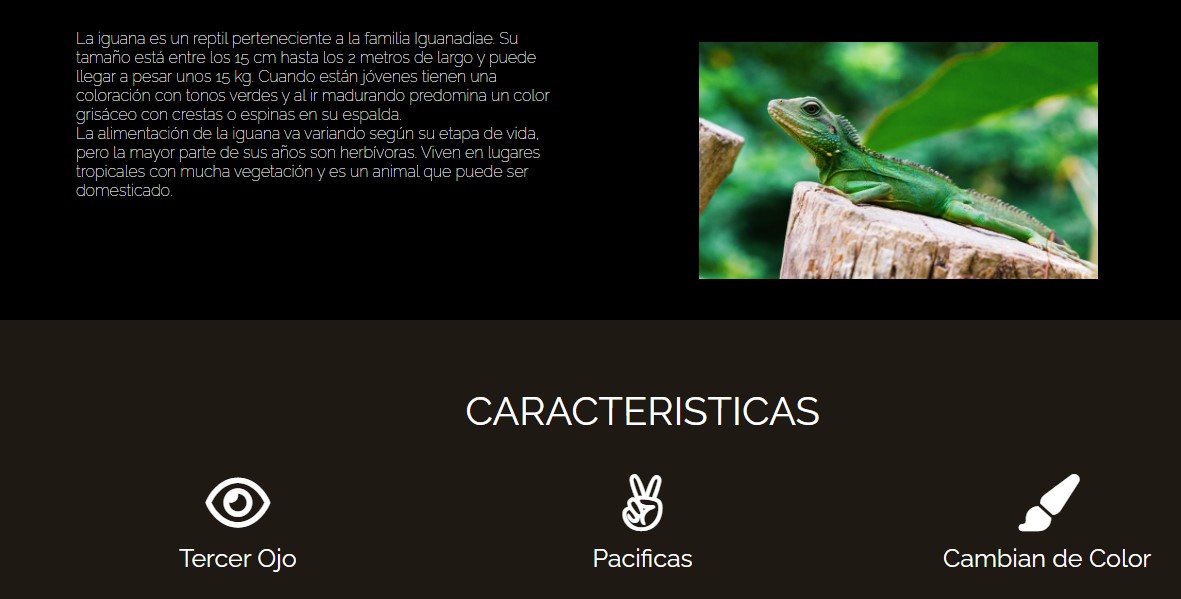 La iguana es un reptil perteneciente a la familia Iguanadiae. Su
tamaño está entre los 15 cm hasta los 2 metros de largo y puede
llegar a pesar unos 15 kg. Cuando están jóvenes tienen una
coloración con tonos verdes y al ir madurando predomina un color
grisáceo con crestas o espinas en su espalda.
La alimentación de la iguana va variando según su etapa de vida,
pero la mayor parte de sus años son herbívoras. Viven en lugares
tropicales con mucha vegetación y es un animal que puede ser
domesticado.
CARACTERISTICAS
Tercer Ojo
Pacificas
Cambian de Color